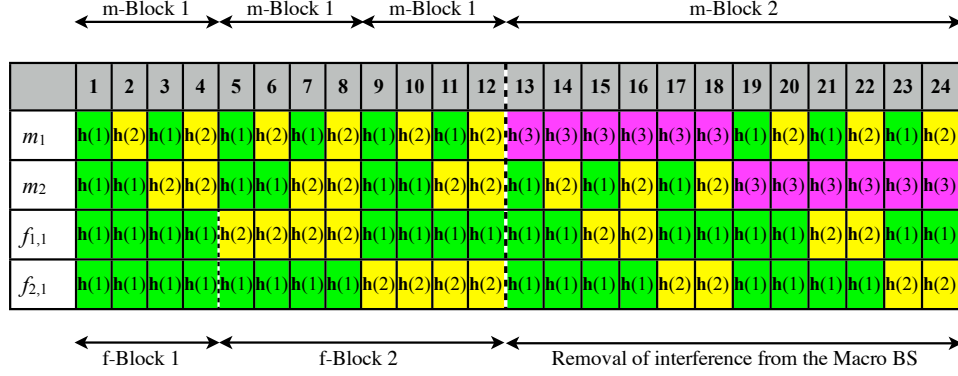 m-Block 1 m-Block 1 m-Block 1 m-Block 2
1 2 3 4 5 6 7 8 9 10 11 12 13 14 15 16 17 18 19 20 21 22 23 24
m1 h(1) h(2) h(1) h(2) h(1) h(2) h(1) h(2) h(1) h(2) h(1) h(2) h(3) h(3) h(3) h(3) h(3) h(3) h(1) h(2) h(1) h(2) h(1) h(2)
m2 h(1) h(1) h(2) h(2) h(1) h(1) h(2) h(2) h(1) h(1) h(2) h(2) h(1) h(2) h(1) h(2) h(1) h(2) h(3) h(3) h(3) h(3) h(3) h(3)
f1,1 h(1) h(1) h(1) h(1) h(2) h(2) h(2) h(2) h(1) h(1) h(1) h(1) h(1) h(1) h(2) h(2) h(1) h(1) h(1) h(1) h(2) h(2) h(1) h(1)
f2,1 h(1) h(1) h(1) h(1) h(1) h(1) h(1) h(1) h(2) h(2) h(2) h(2) h(1) h(1) h(1) h(1) h(2) h(2) h(1) h(1) h(1) h(1) h(2) h(2)
f-Block 1 f-Block 2 Removal of interference from the Macro BS